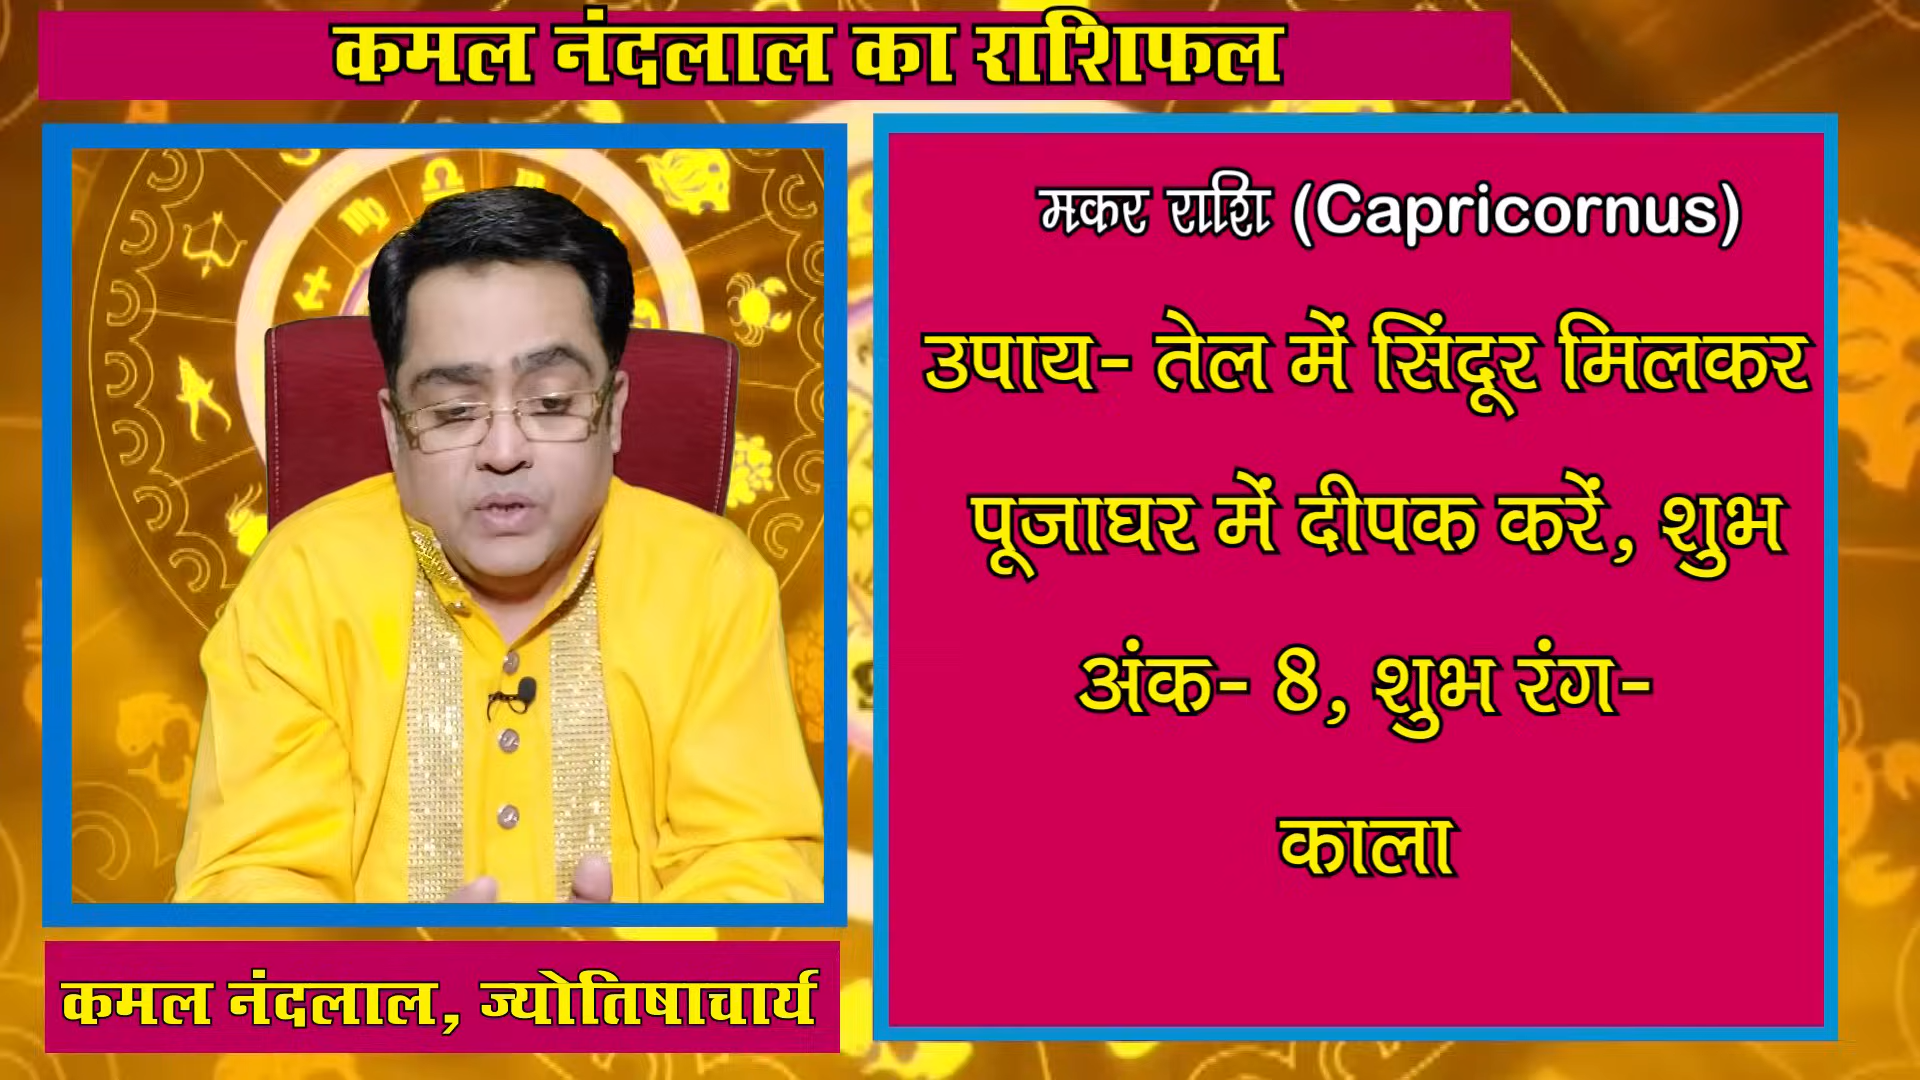 कमल नंदलाल का राशिफल
मकर राशि (Capricornus)
उपाय- तेल में सिंदूर मिलकर
पूजाघर में दीपक करें, शुभ
अंक- 8, शुभ रंग-
काला
कमल नंदलाल, ज्योतिषाचार्य